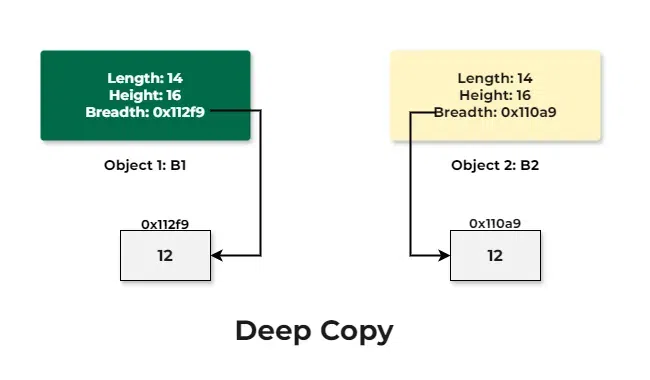 Length: 14
Height: 16
Breadth: 0x112f9
Object 1: B1
0x112f9
12
Length: 14
Height: 16
Breadth: 0x110a9
Object 2: B2
0x110a9
12
Deep Copy